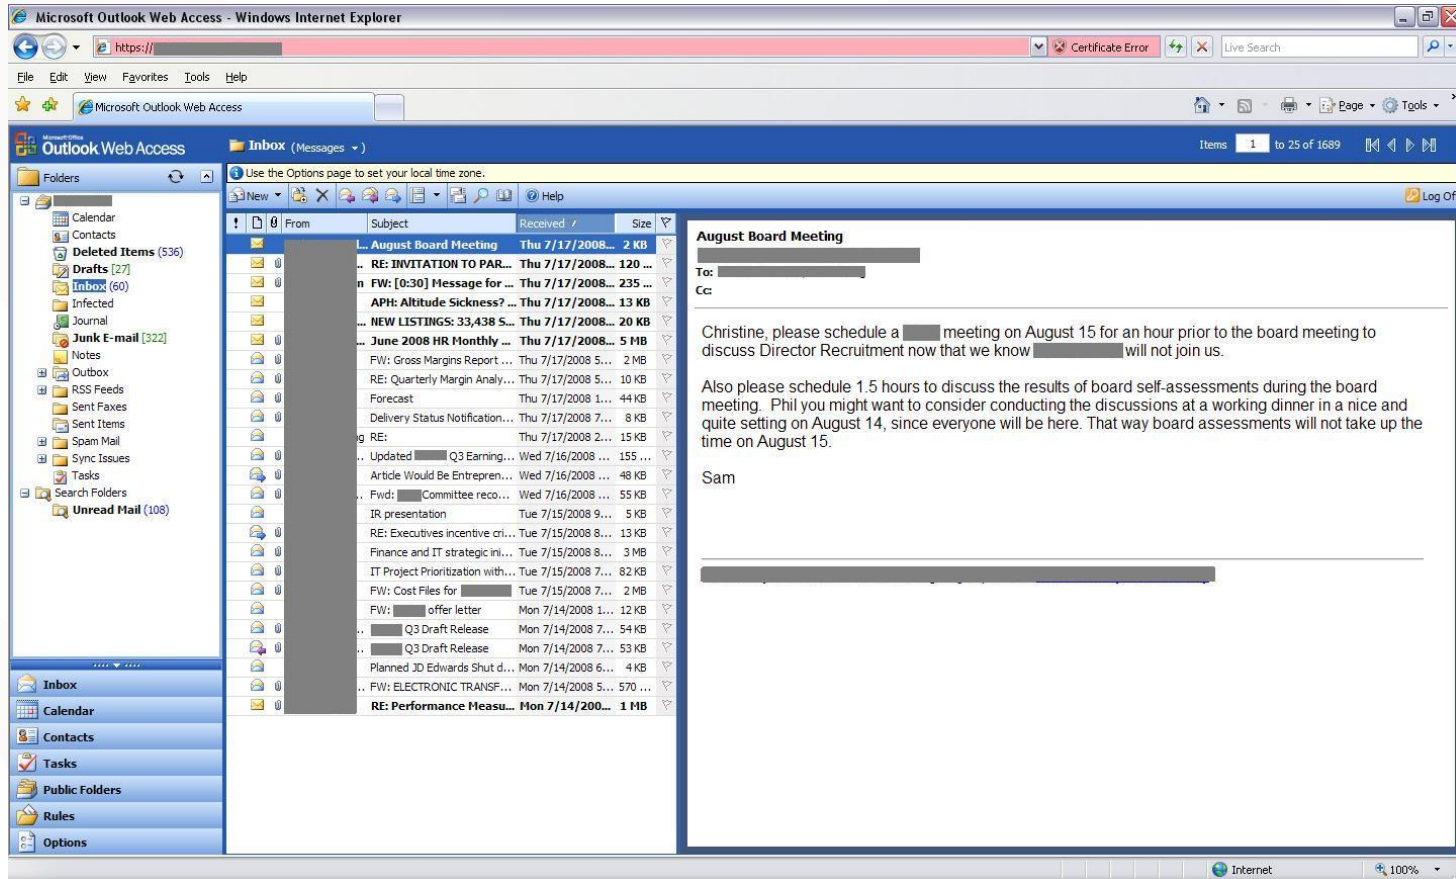 Microsoft Outlook Web Access - Windows Internet Explorer
https://
Certificate Error
Live Search
File Edit View Favorites Tools Help
Microsoft Outlook Web Access
Page Tools
Microsoft Office
Outlook Web Access
Inbox (Messages )
Items 1 to 25 of 1689
Folders
Use the Options page to set your local time zone.
New Help Log Of
Calendar
Contacts
Deleted Items (536)
Drafts [27]
Inbox (60)
Infected
Journal
Junk E-mail [322]
Notes
Outbox
RSS Feeds
Sent Faxes
Sent Items
Spam Mail
Sync Issues
Tasks
Search Folders
Unread Mail (108)
Inbox
Calendar
Contacts
Tasks
Public Folders
Rules
Options
! From Subject Received Size
... August Board Meeting Thu 7/17/2008... 2 KB
.. RE: INVITATION TO PAR... Thu 7/17/2008... 120 ...
n FW: [0:30] Message for ... Thu 7/17/2008... 235 ...
APH: Altitude Sickness? ... Thu 7/17/2008... 13 KB
... NEW LISTINGS: 33,438 S... Thu 7/17/2008... 20 KB
.. June 2008 HR Monthly ... Thu 7/17/2008... 5 MB
FW: Gross Margins Report ... Thu 7/17/2008 5... 2 MB
RE: Quarterly Margin Analy... Thu 7/17/2008 5... 10 KB
Forecast Thu 7/17/2008 1... 44 KB
Delivery Status Notification... Thu 7/17/2008 7... 8 KB
g RE: Thu 7/17/2008 2... 15 KB
.. Updated Q3 Earning... Wed 7/16/2008 ... 155 ...
Article Would Be Entrepren... Wed 7/16/2008 ... 48 KB
.. Fwd: Committee reco... Wed 7/16/2008 ... 55 KB
IR presentation Tue 7/15/2008 9... 5 KB
RE: Executives incentive cri... Tue 7/15/2008 8... 13 KB
Finance and IT strategic ini... Tue 7/15/2008 8... 3 MB
IT Project Prioritization with... Tue 7/15/2008 7... 82 KB
FW: Cost Files for Tue 7/15/2008 7... 2 MB
FW: offer letter Mon 7/14/2008 1... 12 KB
.. Q3 Draft Release Mon 7/14/2008 7... 54 KB
.. Q3 Draft Release Mon 7/14/2008 7... 53 KB
Planned JD Edwards Shut d... Mon 7/14/2008 6... 4 KB
.. FW: ELECTRONIC TRANSF... Mon 7/14/2008 5... 570 ...
RE: Performance Measu... Mon 7/14/200... 1 MB
August Board Meeting
To:
Cc:
Christine, please schedule a meeting on August 15 for an hour prior to the board meeting to
discuss Director Recruitment now that we know will not join us.
Also please schedule 1.5 hours to discuss the results of board self-assessments during the board
meeting. Phil you might want to consider conducting the discussions at a working dinner in a nice and
quite setting on August 14, since everyone will be here. That way board assessments will not take up the
time on August 15.
Sam
Internet 100%